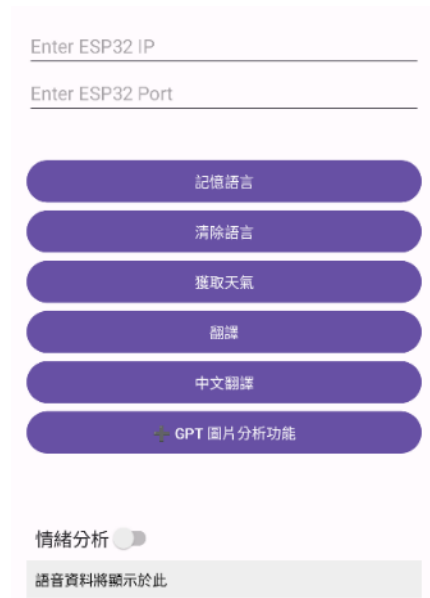 Enter ESP32 IP
Enter ESP32 Port
記憶語言
清除語言
獲取天氣
翻譯
中文翻譯
➕ GPT 圖片分析功能
情緒分析
語音資料將顯示於此